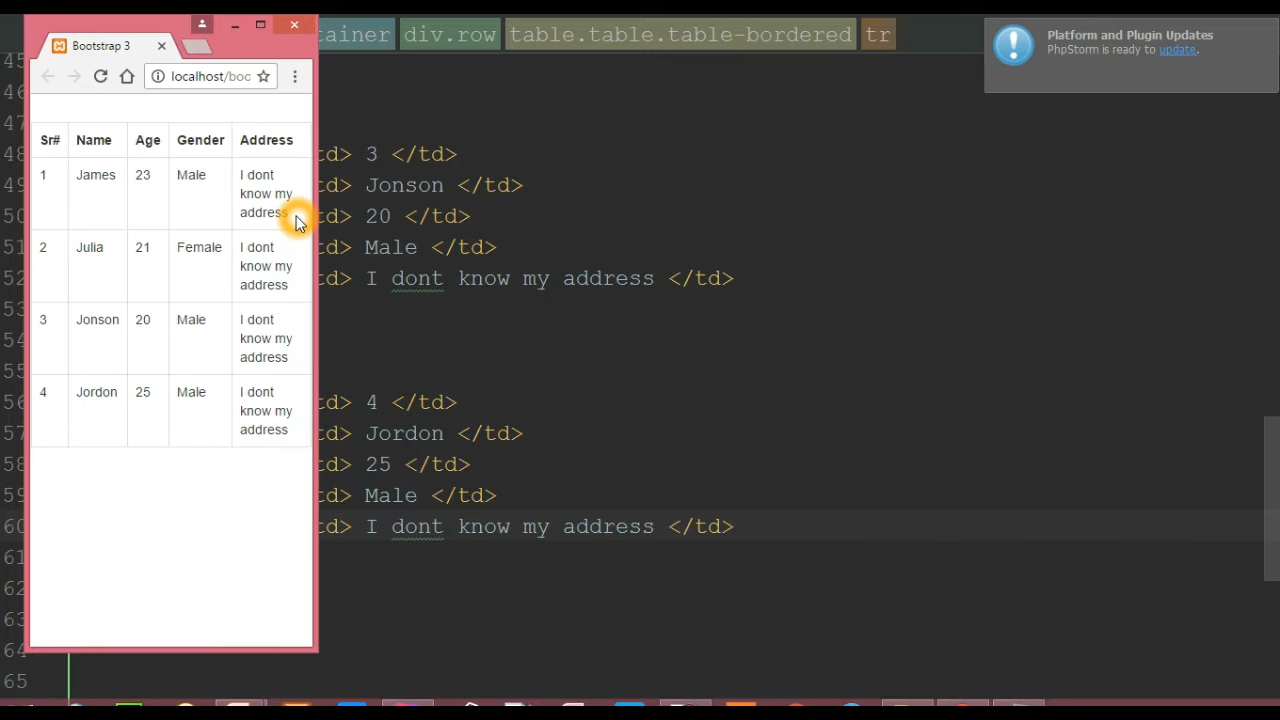 tainer div.row table.table.table-bordered tr
Platform and Plugin Updates
PhpStorm is ready to update.
Bootstrap 3
localhost/boo
Sr# Name Age Gender Address
1 James 23 Male I dont
know my
address
2 Julia 21 Female I dont
know my
address
3 Jonson 20 Male I dont
know my
address
4 Jordon 25 Male I dont
know my
address
45
46
47
48 td> 3 </td>
49 td> Jonson </td>
50 td> 20 </td>
51 td> Male </td>
52 td> I dont know my address </td>
53
54
55
56 td> 4 </td>
57 td> Jordon </td>
58 td> 25 </td>
59 td> Male </td>
60 td> I dont know my address </td>
61
62
63
64
65